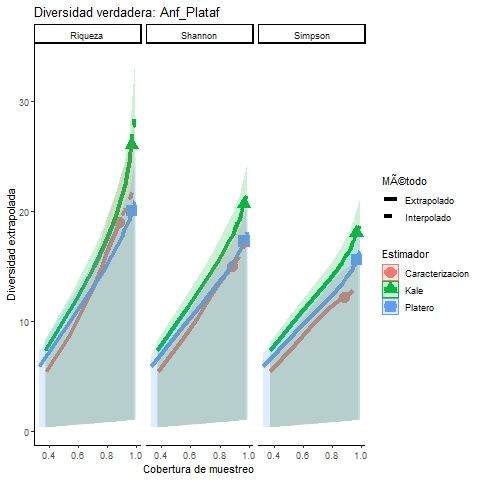 Diversidad verdadera: Anf_Plataf
Riqueza
Shannon
Simpson
Diversidad extrapolada
30
20
10
0
0.4 0.6 0.8 1.0 0.4 0.6 0.8 1.0 0.4 0.6 0.8 1.0
Cobertura de muestreo
MÃ©todo
Extrapolado
Interpolado
Estimador
Caracterizacion
Kale
Platero